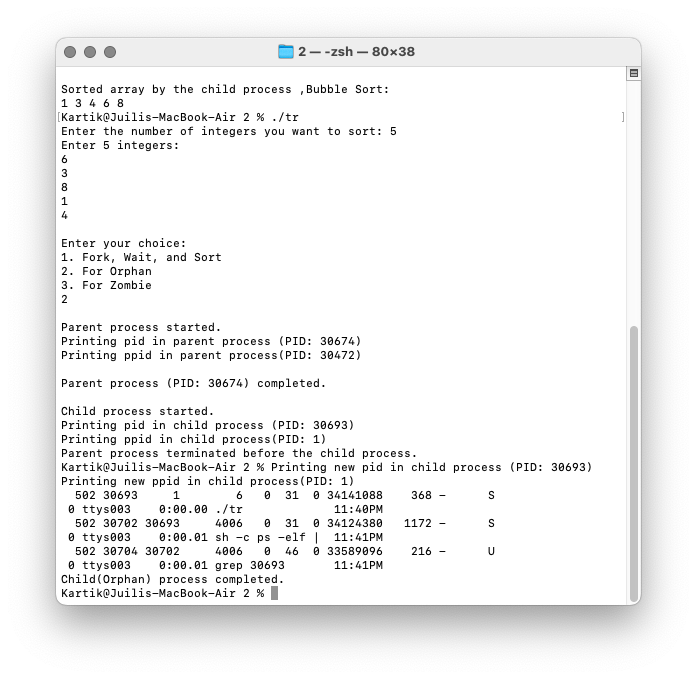 2 — -zsh — 80×38
Sorted array by the child process ,Bubble Sort:
1 3 4 6 8
[Kartik@Juilis-MacBook-Air 2 % ./tr ]
Enter the number of integers you want to sort: 5
Enter 5 integers:
6
3
8
1
4
Enter your choice:
1. Fork, Wait, and Sort
2. For Orphan
3. For Zombie
2
Parent process started.
Printing pid in parent process (PID: 30674)
Printing ppid in parent process(PID: 30472)
Parent process (PID: 30674) completed.
Child process started.
Printing pid in child process (PID: 30693)
Printing ppid in child process(PID: 1)
Parent process terminated before the child process.
Kartik@Juilis-MacBook-Air 2 % Printing new pid in child process (PID: 30693)
Printing new ppid in child process(PID: 1)
  502 30693     1        6   0  31  0 34141088    368 -      S
 0 ttys003    0:00.00 ./tr             11:40PM
  502 30702 30693     4006   0  31  0 34124380   1172 -      S
 0 ttys003    0:00.01 sh -c ps -elf |  11:41PM
  502 30704 30702     4006   0  46  0 33589096    216 -      U
 0 ttys003    0:00.01 grep 30693       11:41PM
Child(Orphan) process completed.
Kartik@Juilis-MacBook-Air 2 %